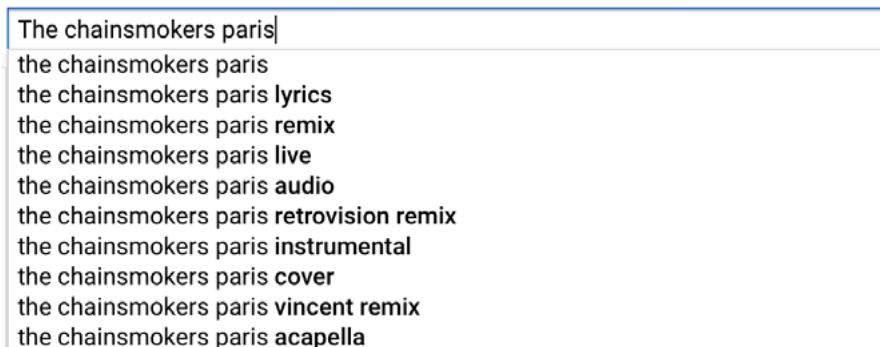 The chainsmokers paris
the chainsmokers paris
the chainsmokers paris lyrics
the chainsmokers paris remix
the chainsmokers paris live
the chainsmokers paris audio
the chainsmokers paris retrovision remix
the chainsmokers paris instrumental
the chainsmokers paris cover
the chainsmokers paris vincent remix
the chainsmokers paris acapella